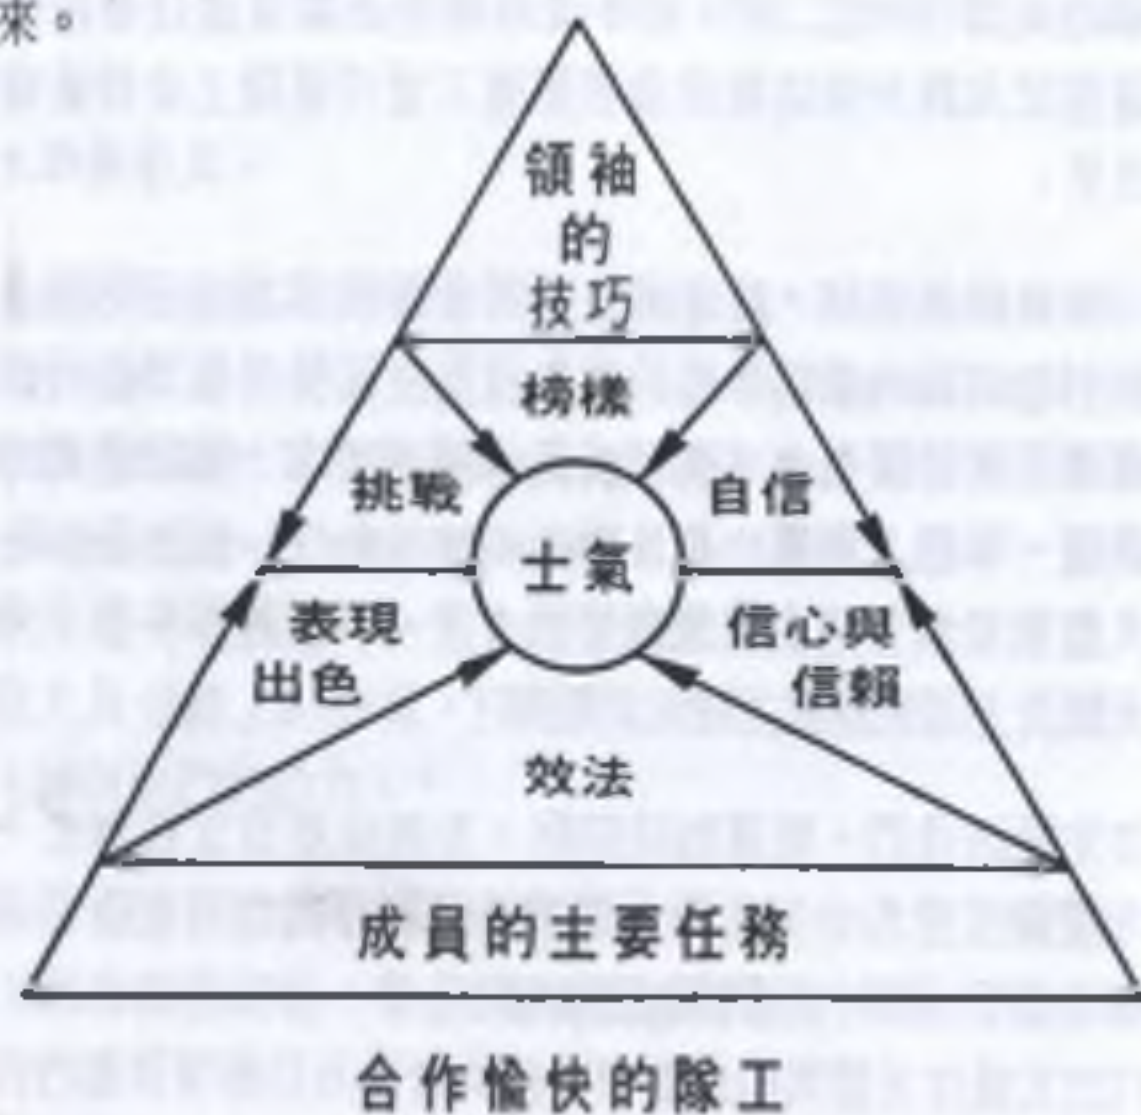 來。
領袖
的
技巧
榜樣
挑戰
自信
士氣
表現
出色
信心與
信賴
效法
成員的主要任務
合作愉快的隊工